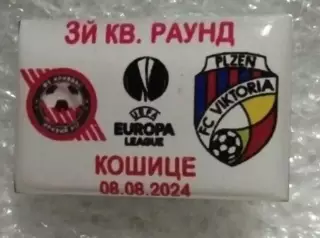 3й КВ. РАУНД
PLZEN
FC VIKTORIA
UEFA
EUROPA
LEAGUE
КОШИЦЕ
08.08.2024